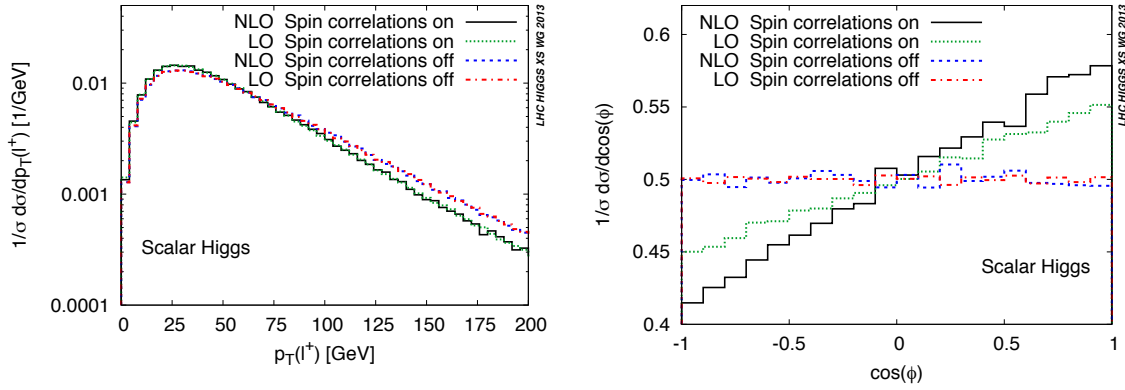 NLO Spin correlations on
LO Spin correlations on
NLO Spin correlations off
LO Spin correlations off
LHC HIGGS XS WG 2013
0.01
0.001
0.0001
1/σ dσ/dp_T(l⁺) [1/GeV]
Scalar Higgs
0 25 50 75 100 125 150 175 200
p_T(l⁺) [GeV]
NLO Spin correlations on
LO Spin correlations on
NLO Spin correlations off
LO Spin correlations off
LHC HIGGS XS WG 2013
0.6
0.55
0.5
0.45
0.4
1/σ dσ/dcos(ϕ)
Scalar Higgs
-1 -0.5 0 0.5 1
cos(ϕ)